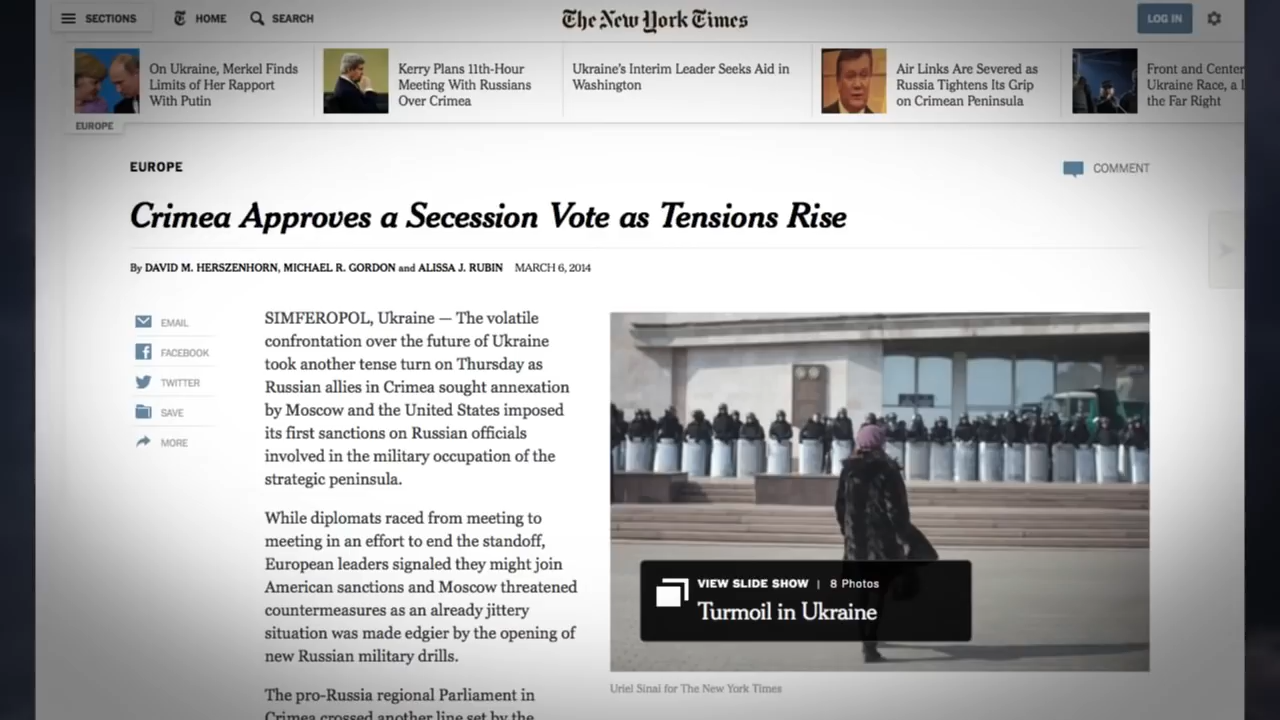 SECTIONS
HOME
SEARCH
The New York Times
LOG IN
On Ukraine, Merkel Finds
Limits of Her Rapport
With Putin
Kerry Plans 11th-Hour
Meeting With Russians
Over Crimea
Ukraine's Interim Leader Seeks Aid in
Washington
Air Links Are Severed as
Russia Tightens Its Grip
on Crimean Peninsula
Front and Center
Ukraine Race, a
the Far Right
EUROPE
EUROPE
COMMENT
Crimea Approves a Secession Vote as Tensions Rise
By DAVID M. HERSZENHORN, MICHAEL R. GORDON and ALISSA J. RUBIN MARCH 6, 2014
EMAIL
FACEBOOK
TWITTER
SAVE
MORE
SIMFEROPOL, Ukraine — The volatile
confrontation over the future of Ukraine
took another tense turn on Thursday as
Russian allies in Crimea sought annexation
by Moscow and the United States imposed
its first sanctions on Russian officials
involved in the military occupation of the
strategic peninsula.
While diplomats raced from meeting to
meeting in an effort to end the standoff,
European leaders signaled they might join
American sanctions and Moscow threatened
countermeasures as an already jittery
situation was made edgier by the opening of
new Russian military drills.
The pro-Russia regional Parliament in
Crimea crossed another line set by the
VIEW SLIDE SHOW | 8 Photos
Turmoil in Ukraine
Uriel Sinai for The New York Times